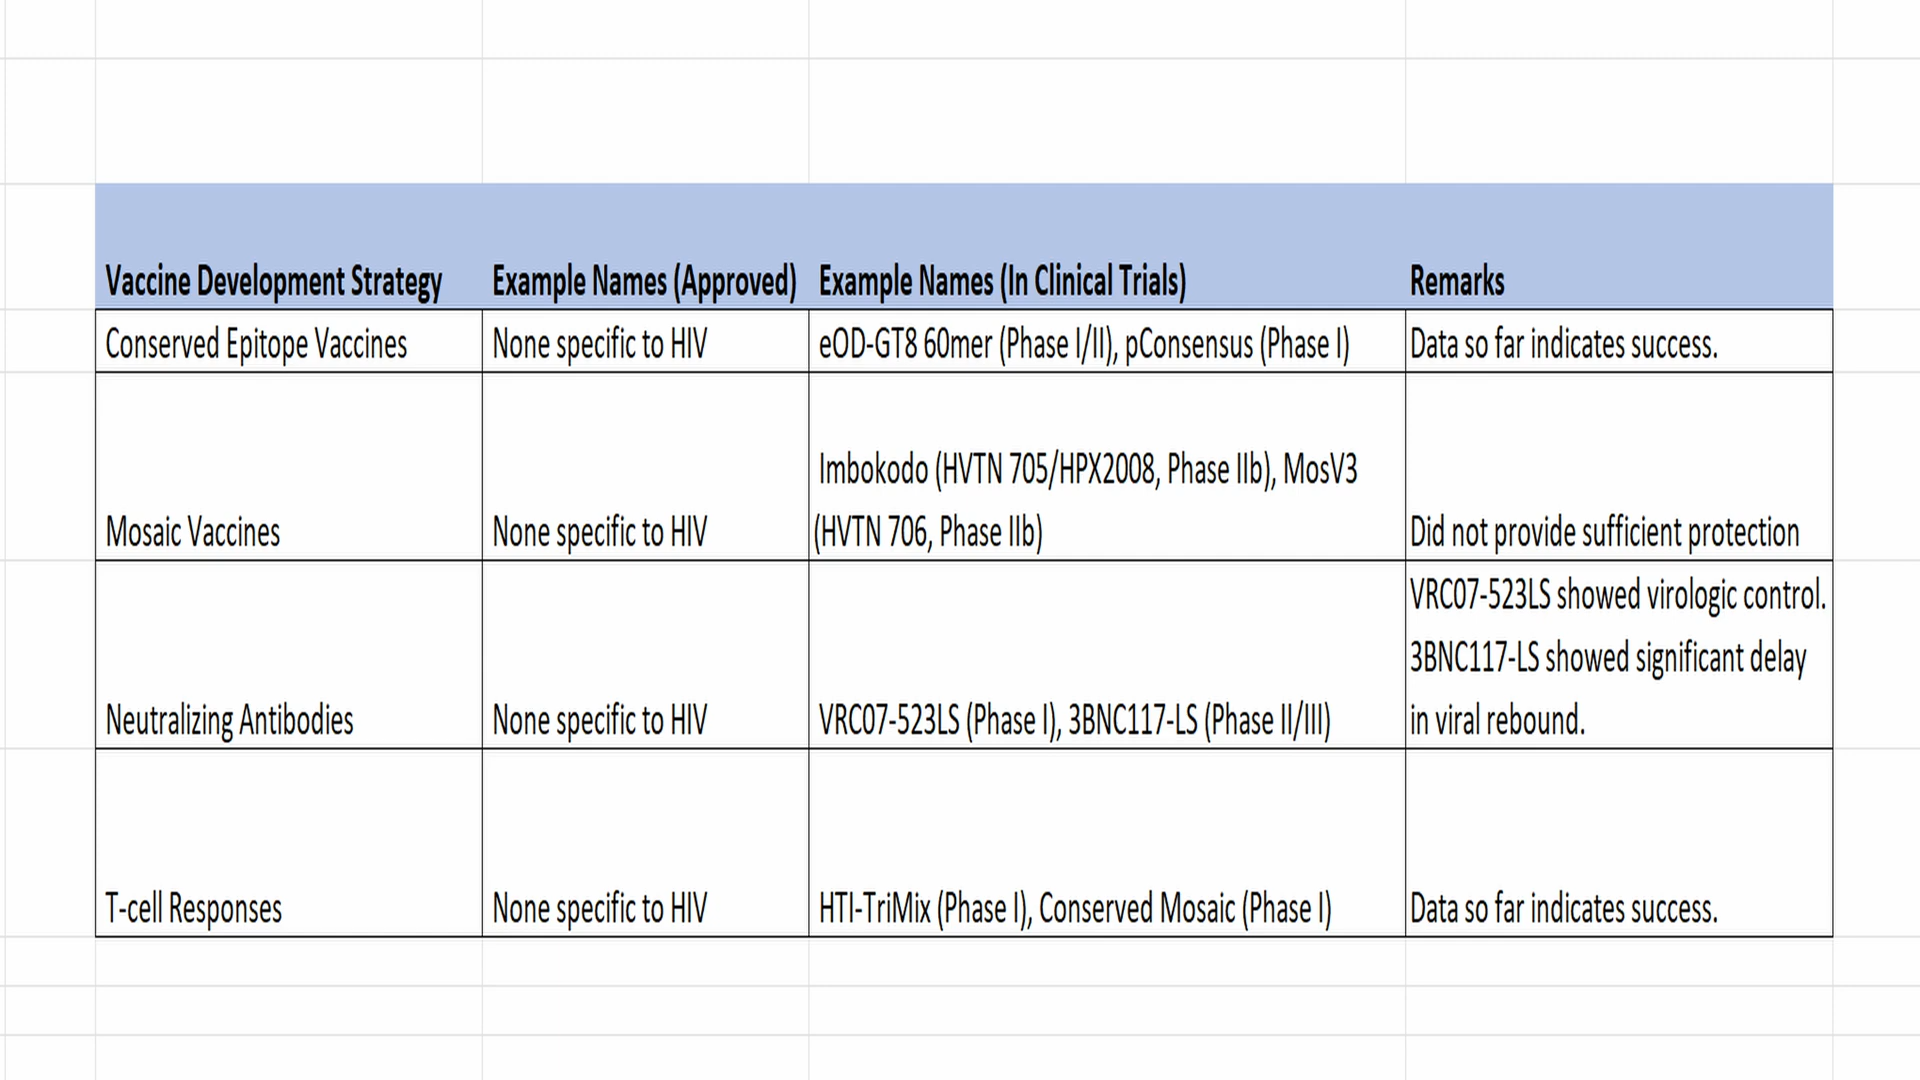 Vaccine Development Strategy Example Names (Approved) Example Names (In Clinical Trials) Remarks
Conserved Epitope Vaccines None specific to HIV eOD-GT8 60mer (Phase I/II), pConsensus (Phase I) Data so far indicates success.
Imbokodo (HVTN 705/HPX2008, Phase IIb), MosV3
Mosaic Vaccines None specific to HIV (HVTN 706, Phase IIb) Did not provide sufficient protection
VRC07-523LS showed virologic control.
3BNC117-LS showed significant delay
Neutralizing Antibodies None specific to HIV VRC07-523LS (Phase I), 3BNC117-LS (Phase II/III) in viral rebound.
T-cell Responses None specific to HIV HTI-TriMix (Phase I), Conserved Mosaic (Phase I) Data so far indicates success.